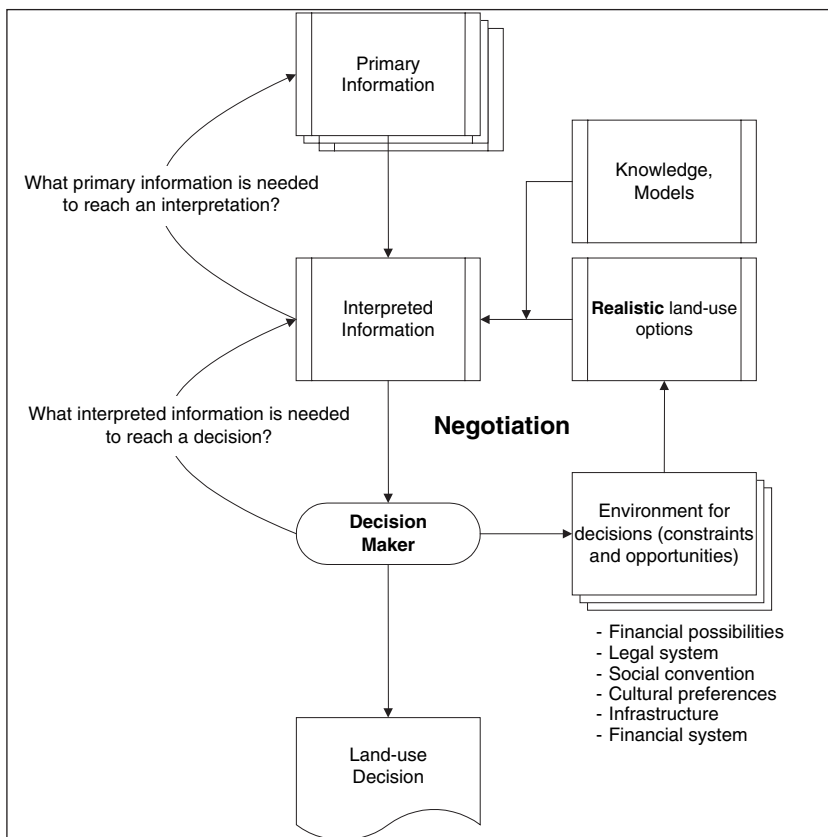 Primary
Information
What primary information is needed
to reach an interpretation?
Knowledge,
Models
Interpreted
Information
Realistic land-use
options
What interpreted information is needed
to reach a decision?
Negotiation
Decision
Maker
Environment for
decisions (constraints
and opportunities)
- Financial possibilities
- Legal system
- Social convention
- Cultural preferences
- Infrastructure
- Financial system
Land-use
Decision